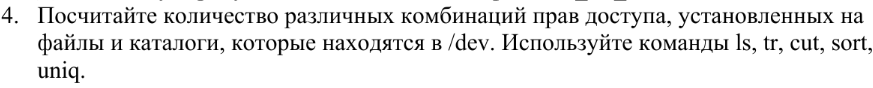 4. Посчитайте количество различных комбинаций прав доступа, установленных на
файлы и каталоги, которые находятся в /dev. Используйте команды ls, tr, cut, sort,
uniq.